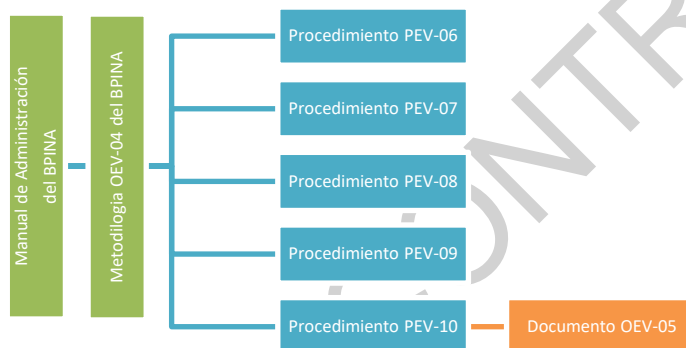 Manual de Administración
del BPINA
Metodilogia OEV-04 del BPINA
Procedimiento PEV-06
Procedimiento PEV-07
Procedimiento PEV-08
Procedimiento PEV-09
Procedimiento PEV-10
Documento OEV-05